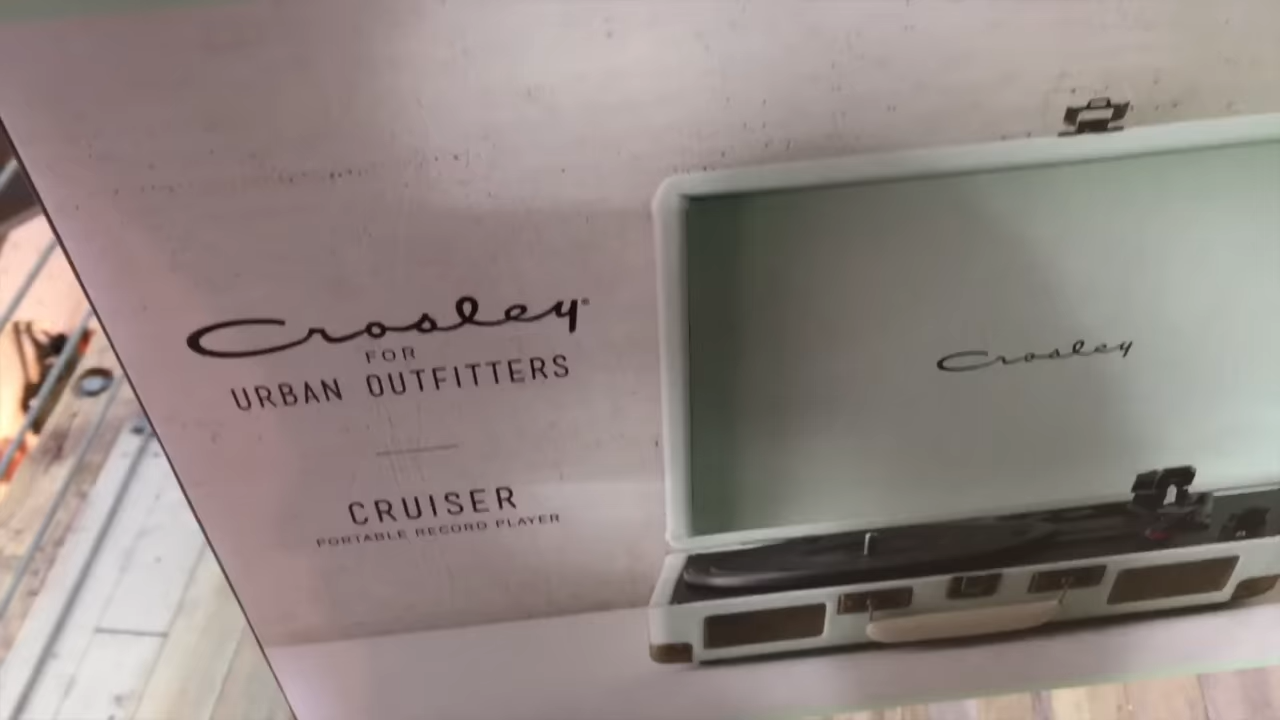 Crosley®
FOR
URBAN OUTFITTERS
CRUISER
PORTABLE RECORD PLAYER
Crosley